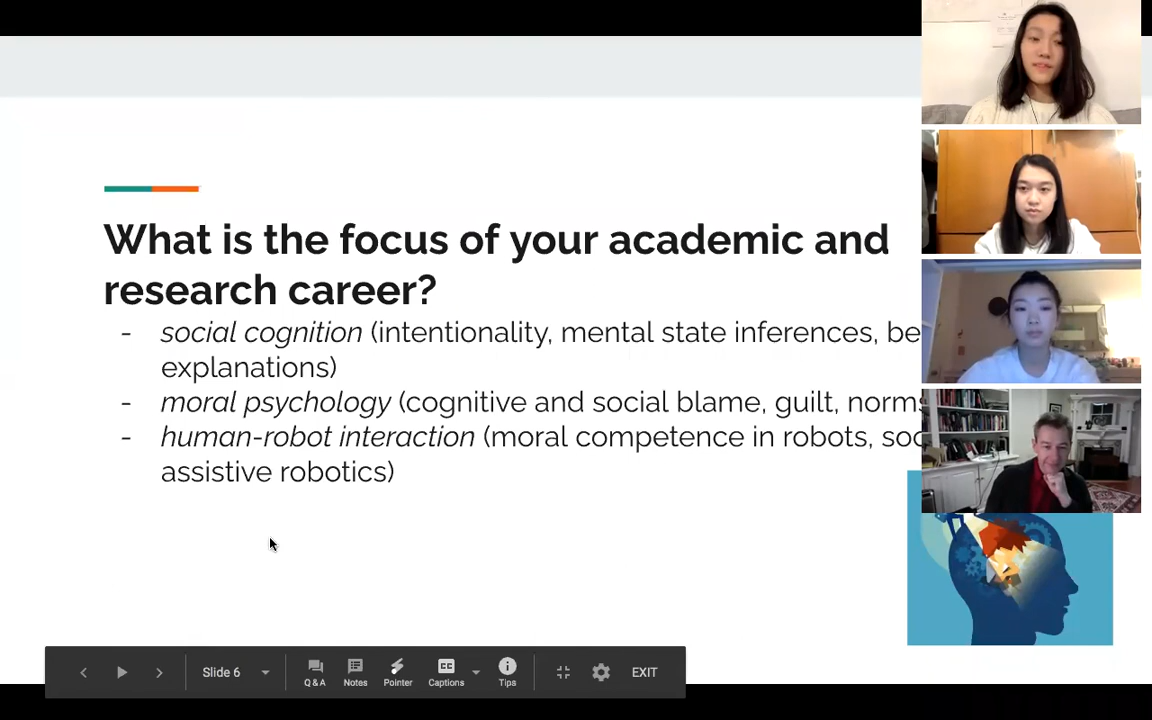 What is the focus of your academic and
research career?
- social cognition (intentionality, mental state inferences, be
explanations)
- moral psychology (cognitive and social blame, guilt, norms
- human-robot interaction (moral competence in robots, soc
assistive robotics)
Slide 6
Q & A
Notes
Pointer
CC
Captions
Tips
EXIT